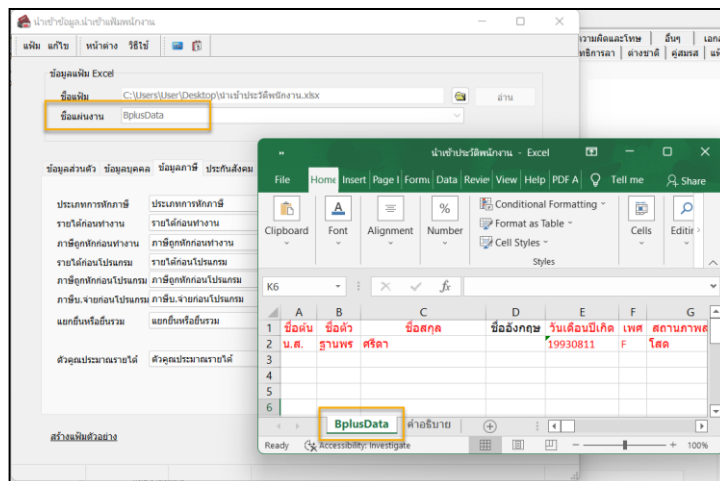 นำเข้าข้อมูล.นำเข้าแฟ้มพนักงาน
แฟ้ม แก้ไข หน้าต่าง วิธีใช้
ข้อมูลแฟ้ม Excel
ชื่อแฟ้ม C:\Users\User\Desktop\นำเข้าประวัติพนักงาน.xlsx อ่าน
ชื่อแผ่นงาน BplusData
ข้อมูลส่วนตัว ข้อมูลบุคคล ข้อมูลภาษี ประกันสังคม
ประเภทการหักภาษี ประเภทการหักภาษี
รายได้ก่อนทำงาน รายได้ก่อนทำงาน
ภาษีถูกหักก่อนทำงาน ภาษีถูกหักก่อนทำงาน
รายได้ก่อนโปรแกรม รายได้ก่อนโปรแกรม
ภาษีถูกหักก่อนโปรแกรม ภาษีถูกหักก่อนโปรแกรม
ภาษีบ.จ่ายก่อนโปรแกรม ภาษีบ.จ่ายก่อนโปรแกรม
แยกยื่นหรือยื่นรวม แยกยื่นหรือยื่นรวม
ตัวคูณประมาณรายได้ ตัวคูณประมาณรายได้
สร้างแฟ้มตัวอย่าง
วามผิดและโทษ อื่นๆ เอก
ทธิการลา ต่างชาติ คู่สมรส
นำเข้าประวัติพนักงาน - Excel
File Home Insert Page l Formu Data Revie View Help PDF A Tell me Share
Clipboard Font Alignment Number Conditional Formatting Format as Table Cell Styles Cells Editir
Styles
K6 fx
A B C D E F G
1 ชื่อต้น ชื่อตัว ชื่อสกุล ชื่ออังกฤษ วันเดือนปีเกิด เพศ สถานภาพส
2 น.ส. ฐานพร ศรีดา 19930811 F โสด
3
4
5
6
BplusData คำอธิบาย
Ready Accessibility: Investigate 100%